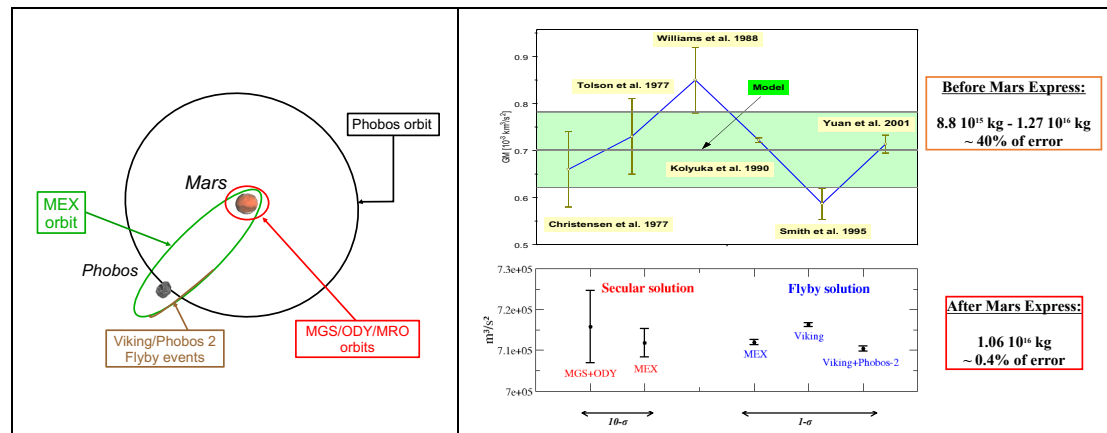 Phobos orbit
Mars
MEX
orbit
Phobos
Viking/Phobos 2
Flyby events
MGS/ODY/MRO
orbits
Williams et al. 1988
Tolson et al. 1977
Model
Yuan et al. 2001
Kolyuka et al. 1990
Christensen et al. 1977
Smith et al. 1995
GM [10⁻³ km³/s²]
0.9
0.8
0.7
0.6
0.5
Before Mars Express:
8.8 10¹⁵ kg - 1.27 10¹⁶ kg
~ 40% of error
7.3e+05
7.2e+05
7.1e+05
7e+05
m³/s²
Secular solution
Flyby solution
MGS+ODY
MEX
MEX
Viking
Viking+Phobos-2
10-σ
1-σ
After Mars Express:
1.06 10¹⁶ kg
~ 0.4% of error